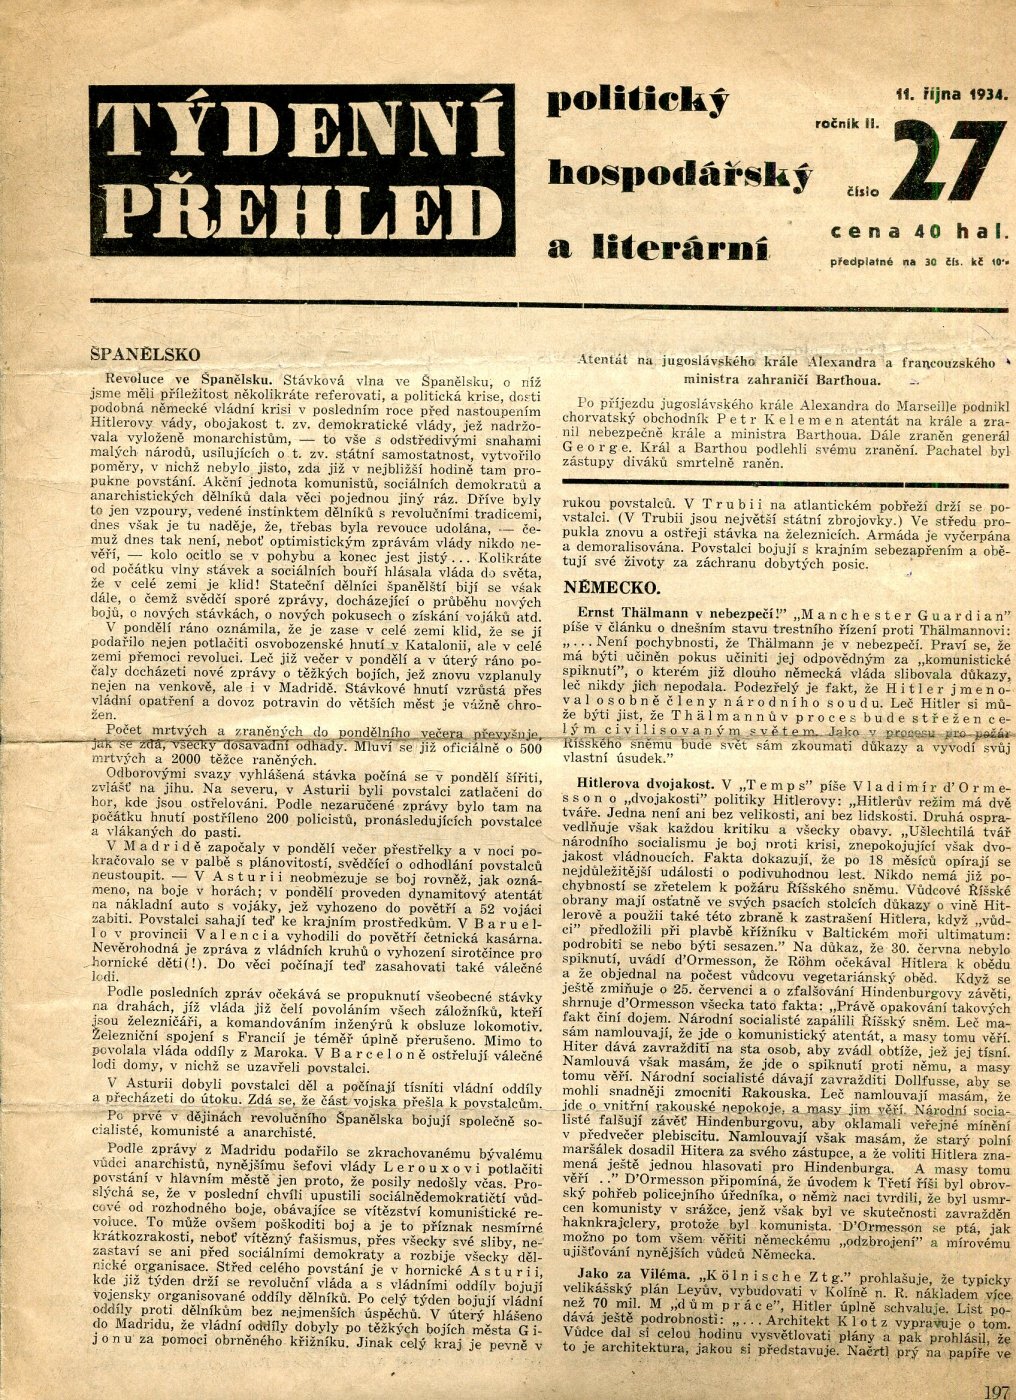 TÝDENNÍ
PŘEHLED
politický
hospodářský
a literární
11. října 1934.
ročník II.
číslo
27
cena 40 hal.
předplatné na 30 čís. kč 10·-
ŠPANĚLSKO
Revoluce ve Španělsku. Stávková vlna ve Španělsku, o níž
jsme měli příležitost několikráte referovati, a politická krise, dosti
podobná německé vládní krisi v posledním roce před nastoupením
Hitlerovy vády, obojakost t. zv. demokratické vlády, jež nadržo-
vala vyloženě monarchistům, — to vše s odstředivými snahami
malých národů, usilujících o t. zv. státní samostatnost, vytvořilo
poměry, v nichž nebylo jisto, zda již v nejbližší hodině tam pro-
pukne povstání. Akční jednota komunistů, sociálních demokratů a
anarchistických dělníků dala věci pojednou jiný ráz. Dříve byly
to jen vzpoury, vedené instinktem dělníků s revolučními tradicemi,
dnes však je tu naděje, že, třebas byla revouce udolána, — če-
muž dnes tak není, neboť optimistickým zprávám vlády nikdo ne-
věří, — kolo ocitlo se v pohybu a konec jest jistý... Kolikráte
od počátku vlny stávek a sociálních bouří hlásala vláda do světa,
že v celé zemi je klid! Stateční dělníci španělští bijí se však
dále, o čemž svědčí sporé zprávy, docházející o průběhu nových
bojů, o nových stávkách, o nových pokusech o získání vojáků atd.
V pondělí ráno oznámila, že je zase v celé zemi klid, že se jí
podařilo nejen potlačiti osvobozenské hnutí v Katalonii, ale v celé
zemi přemoci revoluci. Leč již večer v pondělí a v úterý ráno po-
čaly docházeti nové zprávy o těžkých bojích, jež znovu vzplanuly
nejen na venkově, ale i v Madridě. Stávkové hnutí vzrůstá přes
vládní opatření a dovoz potravin do větších měst je vážně ohro-
žen.
Počet mrtvých a zraněných do pondělního večera převyšuje,
jak se zdá, všecky dosavadní odhady. Mluví se již oficiálně o 500
mrtvých a 2000 těžce raněných.
Odborovými svazy vyhlášená stávka počíná se v pondělí šířiti,
zvlášť na jihu. Na severu, v Asturii byli povstalci zatlačeni do
hor, kde jsou ostřelováni. Podle nezaručené zprávy bylo tam na
počátku hnutí postříleno 200 policistů, pronásledujících povstalce
a vlákaných do pasti.
V Madridě započaly v pondělí večer přestřelky a v noci po-
kračovalo se v palbě s plánovitostí, svědčící o odhodlání povstalců
neustoupit. — V Asturii neobmezuje se boj rovněž, jak ozná-
meno, na boje v horách; v pondělí proveden dynamitový atentát
na nákladní auto s vojáky, jež vyhozeno do povětří a 52 vojáci
zabiti. Povstalci sahají teď ke krajním prostředkům. V Baruel-
lo v provincii Valencia vyhodili do povětří četnická kasárna.
Nevěrohodná je zpráva z vládních kruhů o vyhození sirotčince pro
hornické děti(!). Do věci počínají teď zasahovati také válečné
lodi.
Podle posledních zpráv očekává se propuknutí všeobecné stávky
na drahách, jíž vláda již čelí povoláním všech záložníků, kteří
jsou železničáři, a komandováním inženýrů k obsluze lokomotiv.
Železniční spojení s Francií je téměř úplně přerušeno. Mimo to
povolala vláda oddíly z Maroka. V Barceloně ostřelují válečné
lodi domy, v nichž se uzavřeli povstalci.
V Asturii dobyli povstalci děl a počínají tísniti vládní oddíly
a přecházeti do útoku. Zdá se, že část vojska přešla k povstalcům.
Po prvé v dějinách revolučního Španělska bojují společně so-
cialisté, komunisté a anarchisté.
Podle zprávy z Madridu podařilo se zkrachovanému bývalému
vůdci anarchistů, nynějšímu šefovi vlády Lerouxovi potlačiti
povstání v hlavním městě jen proto, že posily nedošly včas. Pro-
slýchá se, že v poslední chvíli upustili sociálnědemokratičtí vůd-
cové od rozhodného boje, obávajíce se vítězství komunistické re-
voluce. To může ovšem poškoditi boj a je to příznak nesmírné
krátkozrakosti, neboť vítězný fašismus, přes všecky své sliby, ne-
zastaví se ani před sociálními demokraty a rozbije všecky děl-
nické organisace. Střed celého povstání je v hornické Asturii,
kde již týden drží se revoluční vláda a s vládními oddíly bojují
vojensky organisované oddíly dělníků. Po celý týden bojují vládní
oddíly proti dělníkům bez nejmenších úspěchů. V úterý hlášeno
do Madridu, že vládní oddíly dobyly po těžkých bojích města Gi-
jonu za pomoci obrněného křižníku. Jinak celý kraj je pevně v
Atentát na jugoslávského krále Alexandra a francouzského
ministra zahraničí Barthoua.
Po příjezdu jugoslávského krále Alexandra do Marseille podnikl
chorvatský obchodník Petr Kelemen atentát na krále a zra-
nil nebezpečně krále a ministra Barthoua. Dále zraněn generál
George. Král a Barthou podlehli svému zranění. Pachatel byl
zástupy diváků smrtelně raněn.
rukou povstalců. V Trubii na atlantickém pobřeží drží se po-
vstalci. (V Trubii jsou největší státní zbrojovky.) Ve středu pro-
pukla znovu a ostřeji stávka na železnicích. Armáda je vyčerpána
a demoralisována. Povstalci bojují s krajním sebezapřením a obě-
tují své životy za záchranu dobytých posic.
NĚMECKO.
Ernst Thälmann v nebezpečí!" „Manchester Guardian"
píše v článku o dnešním stavu trestního řízení proti Thälmannovi:
„... Není pochybnosti, že Thälmann je v nebezpečí. Praví se, že
má býti učiněn pokus učiniti jej odpovědným za „komunistické
spiknutí", o kterém již dlouho německá vláda slibovala důkazy,
leč nikdy jich nepodala. Podezřelý je fakt, že Hitler jmeno-
val osobně členy národního soudu. Leč Hitler si mů-
že býti jist, že Thälmannův proces bude střežen ce-
lým civilisovaným světem. Jako v procesu pro požár
Říšského sněmu bude svět sám zkoumati důkazy a vyvodí svůj
vlastní úsudek."
Hitlerova dvojakost. V „Temps" píše Vladimír d'Orme-
sson o „dvojakosti" politiky Hitlerovy: „Hitlerův režim má dvě
tváře. Jedna není ani bez velikosti, ani bez lidskosti. Druhá ospra-
vedlňuje však každou kritiku a všecky obavy. „Ušlechtilá tvář
národního socialismu je boj proti krisi, znepokojující však dvo-
jakost vládnoucích. Fakta dokazují, že po 18 měsíců opírají se
nejdůležitější události o podivuhodnou lest. Nikdo nemá již po-
chybností se zřetelem k požáru Říšského sněmu. Vůdcové Říšské
obrany mají ostatně ve svých psacích stolcích důkazy o vině Hit-
lerově a použii také této zbraně k zastrašení Hitlera, když „vůd-
ci" předložili při plavbě křižníku v Baltickém moři ultimatum:
podrobiti se nebo býti sesazen." Na důkaz, že 30. června nebylo
spiknutí, uvádí d'Ormesson, že Röhm očekával Hitlera k obědu
a že objednal na počest vůdcovu vegetariánský oběd. Když se
ještě zmiňuje o 25. červenci a o zfalšování Hindenburgovy závěti,
shrnuje d'Ormesson všecka tato fakta: „Právě opakování takových
fakt činí dojem. Národní socialisté zapálili Říšský sněm. Leč ma-
sám namlouvají, že jde o komunistický atentát, a masy tomu věří.
Hiter dává zavražditi na sta osob, aby zvádl obtíže, jež jej tísní.
Namlouvá však masám, že jde o spiknutí proti němu, a masy
tomu věří. Národní socialisté dávají zavražditi Dollfusse, aby se
mohli snadněji zmocniti Rakouska. Leč namlouvají masám, že
jde o vnitřní rakouské nepokoje, a masy jim věří. Národní socia-
listé falšují závěť Hindenburgovu, aby oklamali veřejné mínění
v předvečer plebiscitu. Namlouvají však masám, že starý polní
maršálek dosadil Hitera za svého zástupce, a že voliti Hitlera zna-
mená ještě jednou hlasovati pro Hindenburga. A masy tomu
věří . ." D'Ormesson připomíná, že úvodem k Třetí říši byl obrov-
ský pohřeb policejního úředníka, o němž naci tvrdili, že byl usmr-
cen komunisty v srážce, jenž však byl ve skutečnosti zavražděn
haknkrajclery, protože byl komunista. D'Ormesson se ptá, jak
možno po tom všem věřiti německému „odzbrojení" a mírovému
ujišťování nynějších vůdců Německa.
Jako za Viléma. „Kölnische Ztg." prohlašuje, že typicky
velikášský plán Leyův, vybudovati v Kolíně n. R. nákladem více
než 70 mil. M „dům práce", Hitler úplně schvaluje. List po-
dává ještě podrobnosti: „... Architekt Klotz vypravuje o tom.
Vůdce dal si celou hodinu vysvětlovati plány a pak prohlásil, že
to je architektura, jakou si představuje. Načrtl prý na papíře ve
197